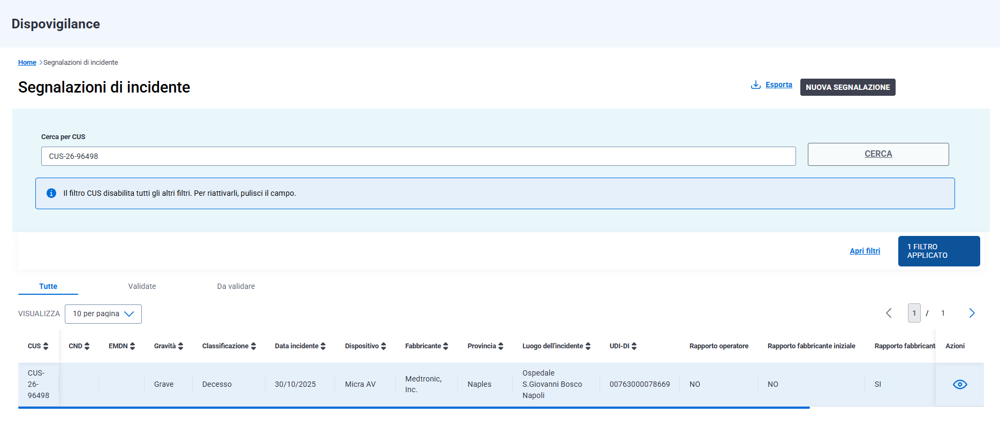 Dispovigilance
Home > Segnalazioni di incidente
Segnalazioni di incidente
Esporta
NUOVA SEGNALAZIONE
Cerca per CUS
CUS-26-96498
CERCA
Il filtro CUS disabilita tutti gli altri filtri. Per riattivarli, pulisci il campo.
Apri filtri
1 FILTRO
APPLICATO
Tutte
Validate
Da validare
VISUALIZZA
10 per pagina
1 / 1
CUS CND EMDN Gravità Classificazione Data incidente Dispositivo Fabbricante Provincia Luogo dell'incidente UDI-DI Rapporto operatore Rapporto fabbricante iniziale Rapporto fabbricant Azioni
CUS-
26-
96498
Grave
Decesso
30/10/2025
Micra AV
Medtronic,
Inc.
Naples
Ospedale
S.Giovanni Bosco
Napoli
00763000078669
NO
NO
SI